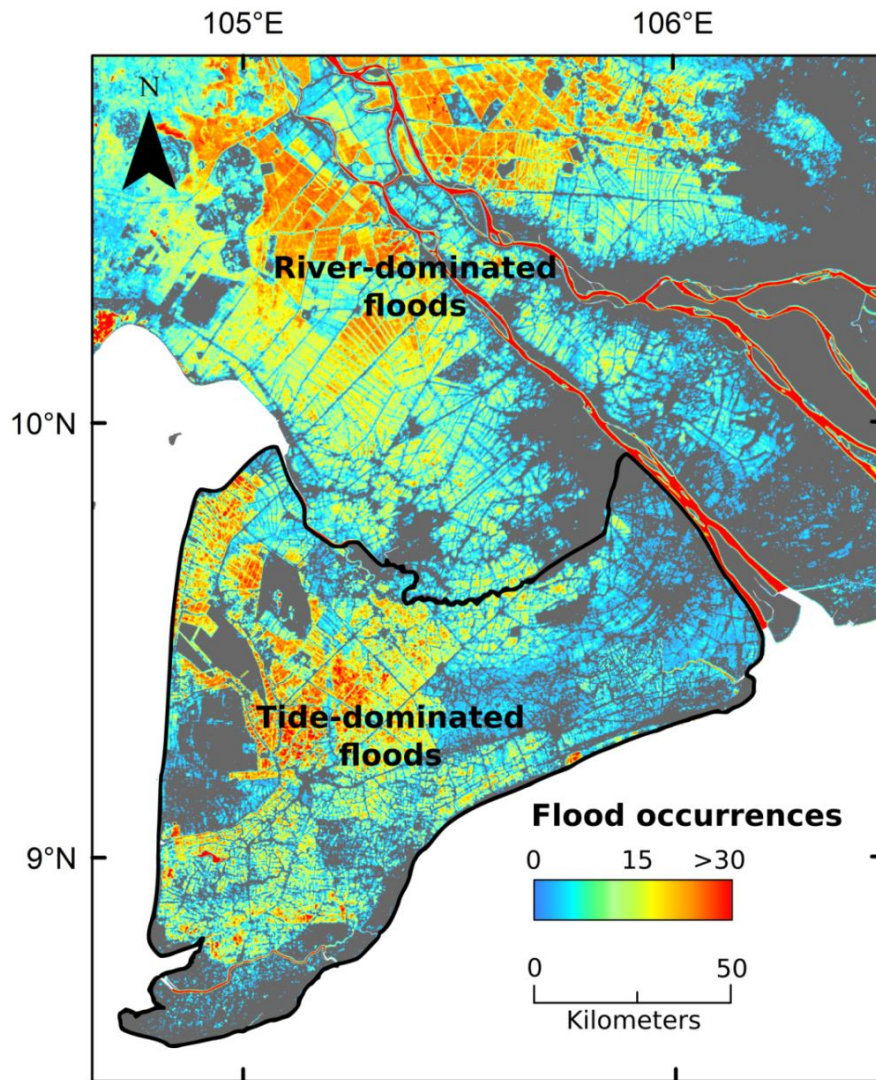 105°E
106°E
N
River-dominated
floods
10°N
Tide-dominated
floods
Flood occurrences
9°N
0 15 >30
0 50
Kilometers